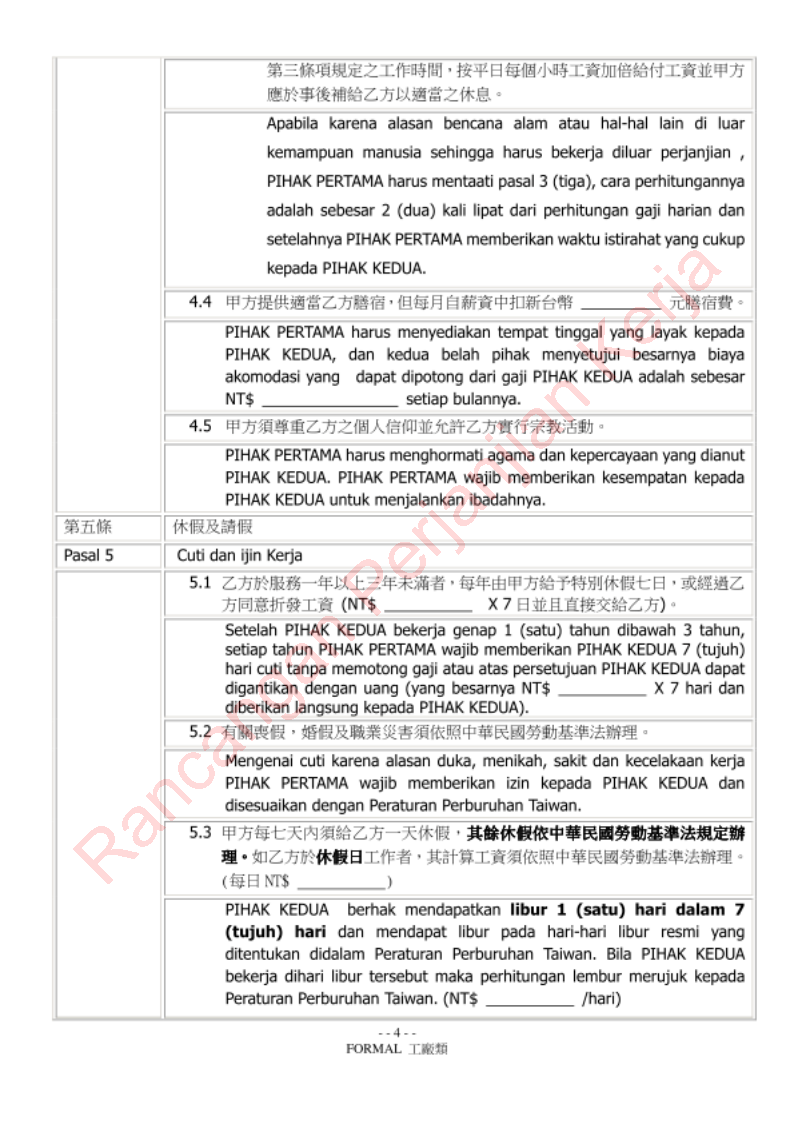 第三條項規定之工作時間，按平日每個小時工資加倍給付工資並甲方
應於事後補給乙方以適當之休息。
Apabila karena alasan bencana alam atau hal-hal lain di luar
kemampuan manusia sehingga harus bekerja diluar perjanjian ,
PIHAK PERTAMA harus mentaati pasal 3 (tiga), cara perhitungannya
adalah sebesar 2 (dua) kali lipat dari perhitungan gaji harian dan
setelahnya PIHAK PERTAMA memberikan waktu istirahat yang cukup
kepada PIHAK KEDUA.
4.4 甲方提供適當乙方膳宿，但每月自薪資中扣新台幣 __________ 元膳宿費。
PIHAK PERTAMA harus menyediakan tempat tinggal yang layak kepada
PIHAK KEDUA, dan kedua belah pihak menyetujui besarnya biaya
akomodasi yang dapat dipotong dari gaji PIHAK KEDUA adalah sebesar
NT$ _________________ setiap bulannya.
4.5 甲方須尊重乙方之個人信仰並允許乙方實行宗教活動。
PIHAK PERTAMA harus menghormati agama dan kepercayaan yang dianut
PIHAK KEDUA. PIHAK PERTAMA wajib memberikan kesempatan kepada
PIHAK KEDUA untuk menjalankan ibadahnya.
第五條 休假及請假
Pasal 5 Cuti dan ijin Kerja
5.1 乙方於服務一年以上三年未滿者，每年由甲方給予特別休假七日，或經過乙
方同意折發工資 (NT$ ___________ X 7 日並且直接交給乙方)。
Setelah PIHAK KEDUA bekerja genap 1 (satu) tahun dibawah 3 tahun,
setiap tahun PIHAK PERTAMA wajib memberikan PIHAK KEDUA 7 (tujuh)
hari cuti tanpa memotong gaji atau atas persetujuan PIHAK KEDUA dapat
digantikan dengan uang (yang besarnya NT$ ___________ X 7 hari dan
diberikan langsung kepada PIHAK KEDUA).
5.2 有關喪假，婚假及職業災害須依照中華民國勞動基準法辦理。
Mengenai cuti karena alasan duka, menikah, sakit dan kecelakaan kerja
PIHAK PERTAMA wajib memberikan izin kepada PIHAK KEDUA dan
disesuaikan dengan Peraturan Perburuhan Taiwan.
5.3 甲方每七天內須給乙方一天休假，其餘休假依中華民國勞動基準法規定辦
理。如乙方於休假日工作者，其計算工資須依照中華民國勞動基準法辦理。
(每日 NT$ ___________)
PIHAK KEDUA berhak mendapatkan libur 1 (satu) hari dalam 7
(tujuh) hari dan mendapat libur pada hari-hari libur resmi yang
ditentukan didalam Peraturan Perburuhan Taiwan. Bila PIHAK KEDUA
bekerja dihari libur tersebut maka perhitungan lembur merujuk kepada
Peraturan Perburuhan Taiwan. (NT$ ___________ /hari)
Rancangan Perjanjian Kerja
- - 4 - -
FORMAL 工廠類